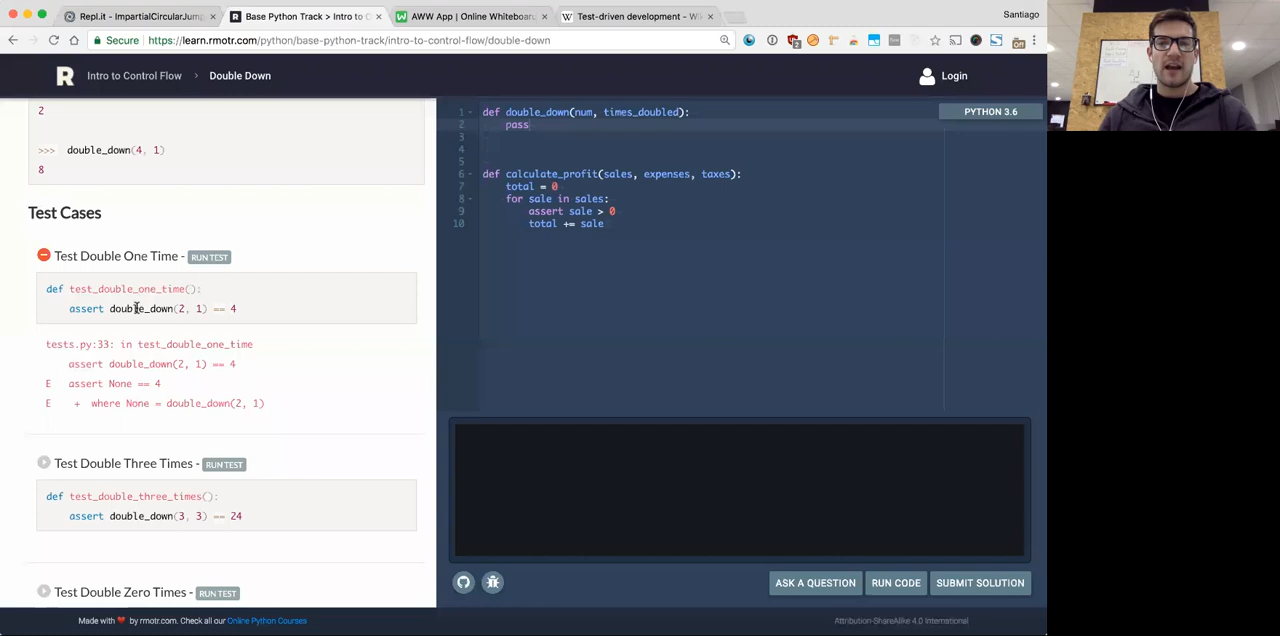 Repl.it - ImpartialCircularJump
Base Python Track > Intro to C
AWW App | Online Whiteboard
Test-driven development - Wi
Santiago
Secure
https://learn.rmotr.com/python/base-python-track/intro-to-control-flow/double-down
R
Intro to Control Flow
Double Down
Login
2
>>> double_down(4, 1)
8
Test Cases
Test Double One Time - RUN TEST
def test_double_one_time():
assert double_down(2, 1) == 4
tests.py:33: in test_double_one_time
assert double_down(2, 1) == 4
E assert None == 4
E + where None = double_down(2, 1)
Test Double Three Times - RUN TEST
def test_double_three_times():
assert double_down(3, 3) == 24
Test Double Zero Times - RUN TEST
PYTHON 3.6
1 def double_down(num, times_doubled):
2 pass
3
4
5
6 def calculate_profit(sales, expenses, taxes):
7 total = 0
8 for sale in sales:
9 assert sale > 0
10 total += sale
ASK A QUESTION
RUN CODE
SUBMIT SOLUTION
Made with ❤ by rmotr.com. Check all our Online Python Courses
Attribution-ShareAlike 4.0 International